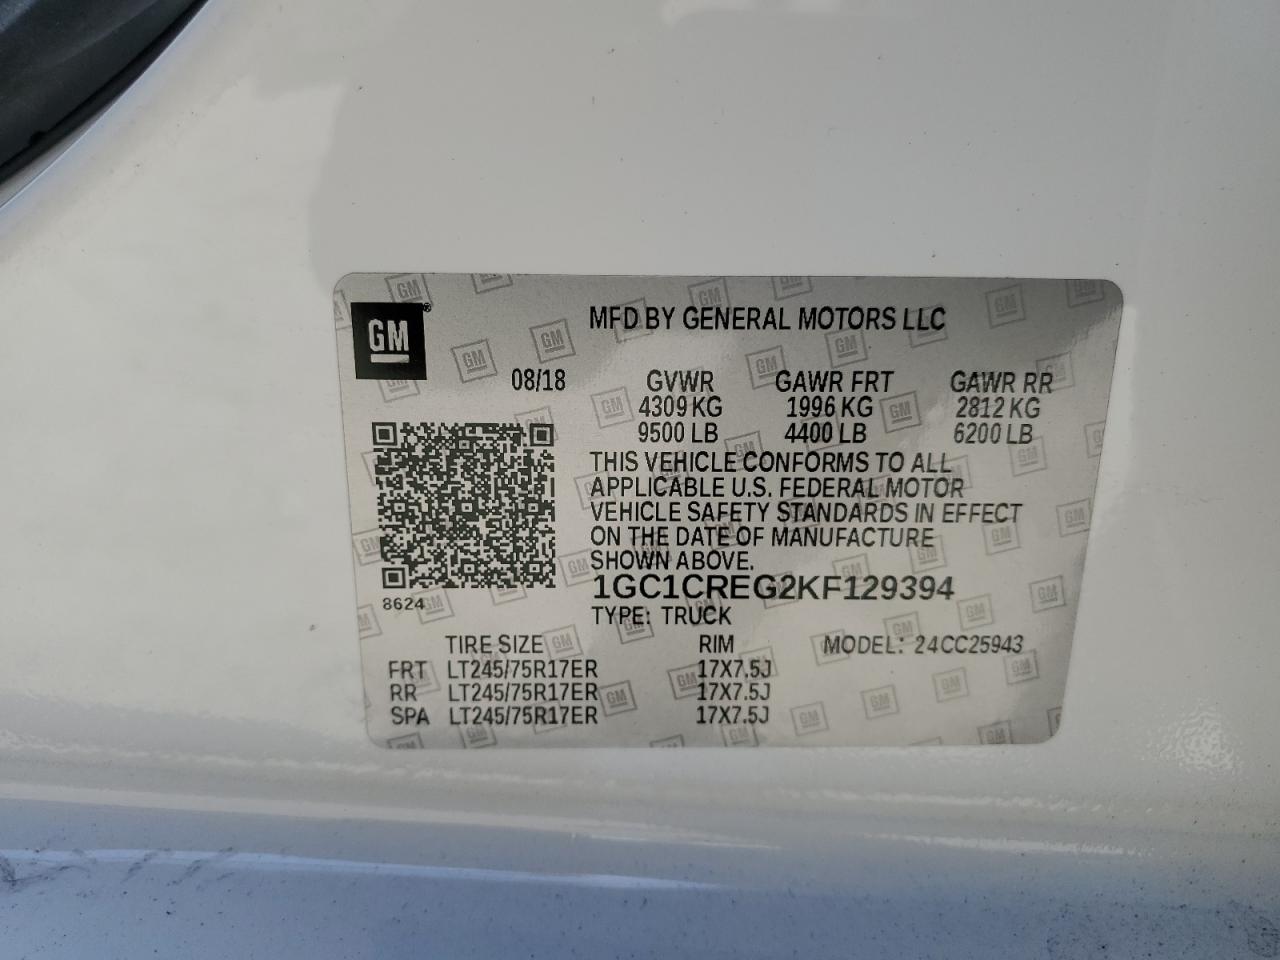 GM®
MFD BY GENERAL MOTORS LLC
08/18 GVWR GAWR FRT GAWR RR
4309 KG 1996 KG 2812 KG
9500 LB 4400 LB 6200 LB
THIS VEHICLE CONFORMS TO ALL
APPLICABLE U.S. FEDERAL MOTOR
VEHICLE SAFETY STANDARDS IN EFFECT
ON THE DATE OF MANUFACTURE
SHOWN ABOVE.
1GC1CREG2KF129394
8624
TYPE: TRUCK
TIRE SIZE RIM MODEL: 24CC25943
FRT LT245/75R17ER 17X7.5J
RR LT245/75R17ER 17X7.5J
SPA LT245/75R17ER 17X7.5J